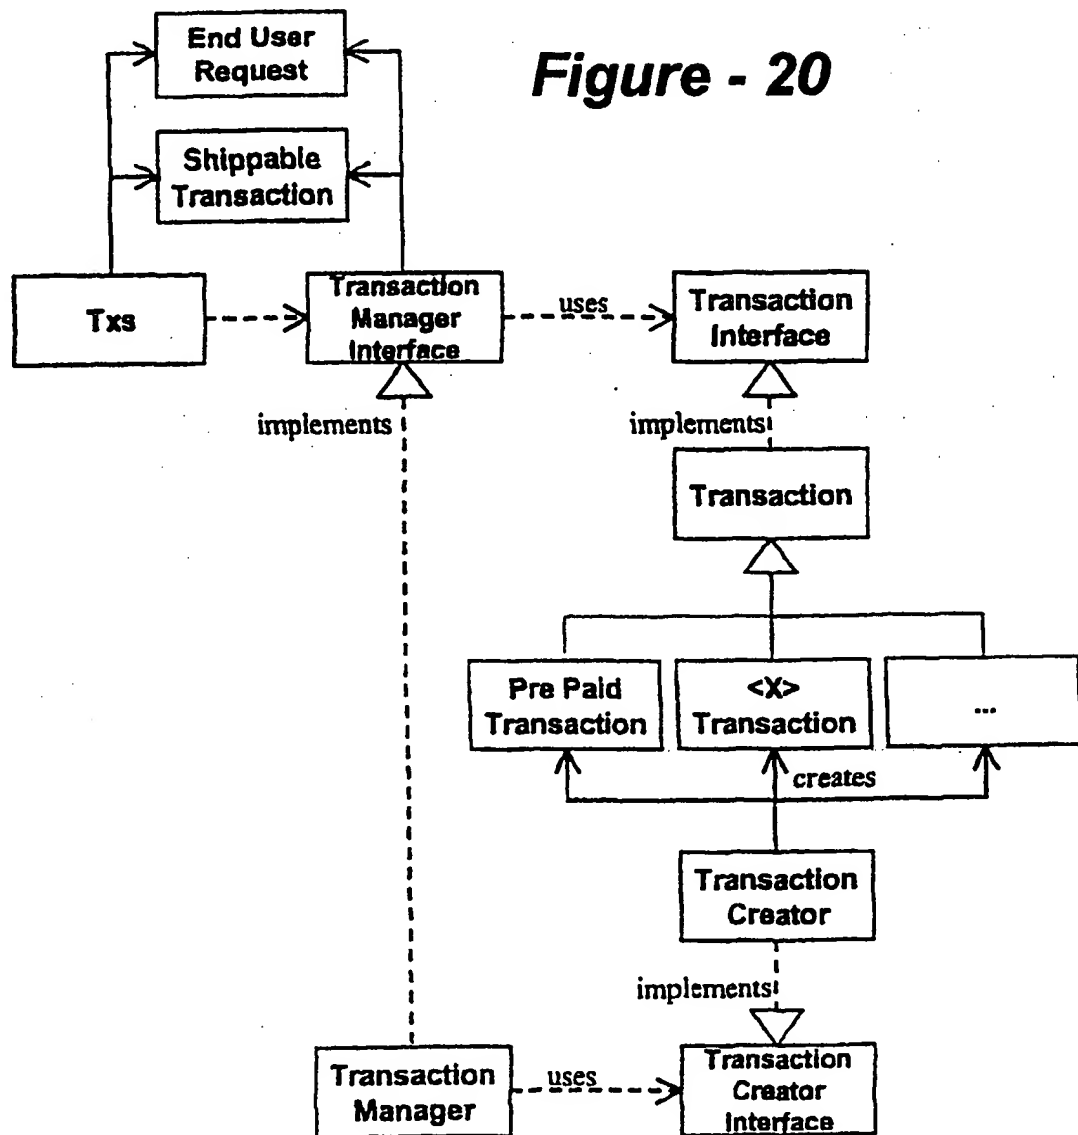 End User
Request
Figure - 20
Shippable
Transaction
Txs
Transaction
Manager
Interface
uses
Transaction
Interface
implements
implements
Transaction
Pre Paid
Transaction
<X>
Transaction
...
creates
Transaction
Creator
implements
Transaction
Manager
uses
Transaction
Creator
Interface